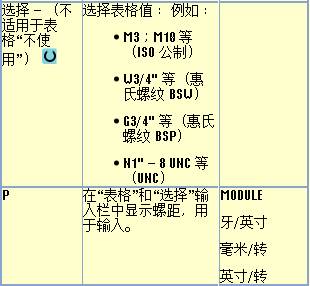 选择 – （不
适用于表
格“不使
用”）
选择表格值： 例如：
• M3；M10 等
（ISO 公制）
• W3/4" 等（惠
氏螺纹 BSW）
• G3/4" 等（惠氏
螺纹 BSP）
• N1" – 8 UNC 等
（UNC）
P
在“表格”和“选择”输
入栏中显示螺距，用
于输入。
MODULE
牙/英寸
毫米/转
英寸/转